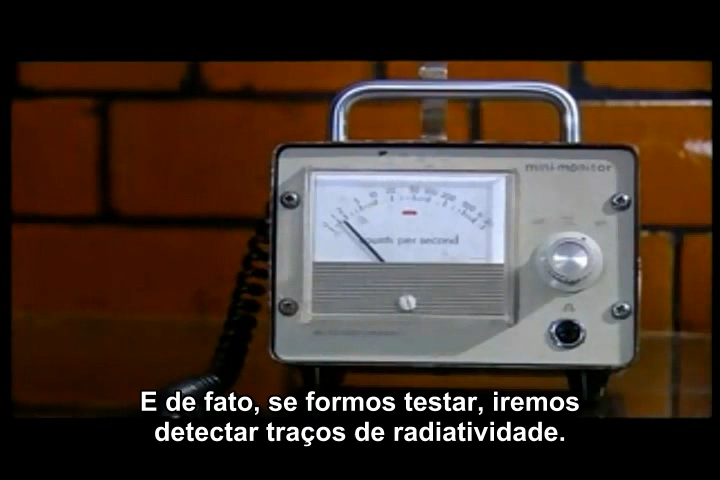 mini-monitor
counts per second
E de fato, se formos testar, iremos
detectar traços de radiatividade.